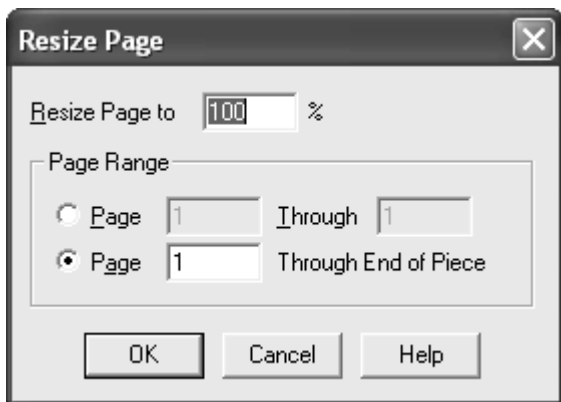 Resize Page
Resize Page to 100 %
Page Range
Page 1 Through 1
Page 1 Through End of Piece
OK Cancel Help